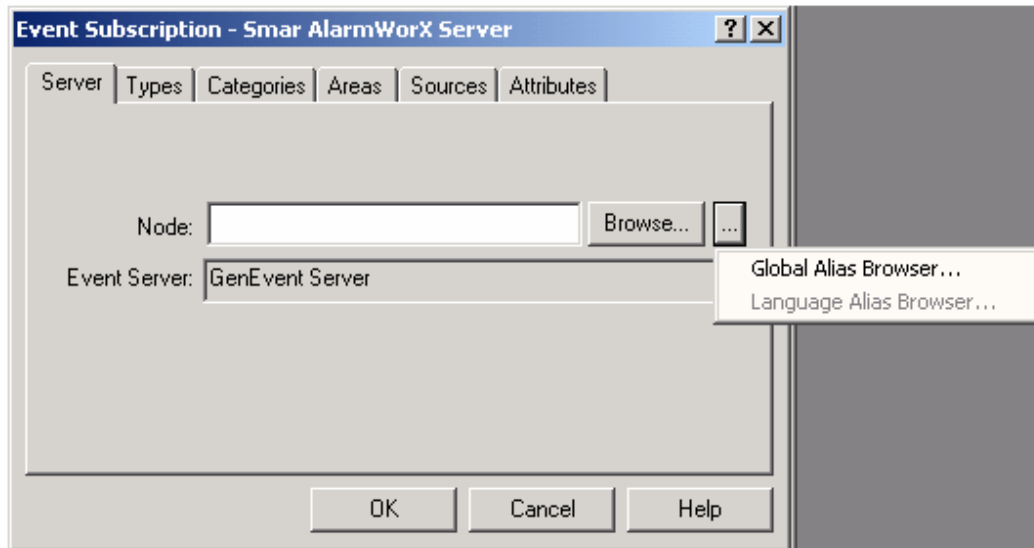 Event Subscription - Smar AlarmWorX Server ? ×
Server Types Categories Areas Sources Attributes
Node: Browse... ...
Global Alias Browser...
Event Server: GenEvent Server
Language Alias Browser...
OK Cancel Help